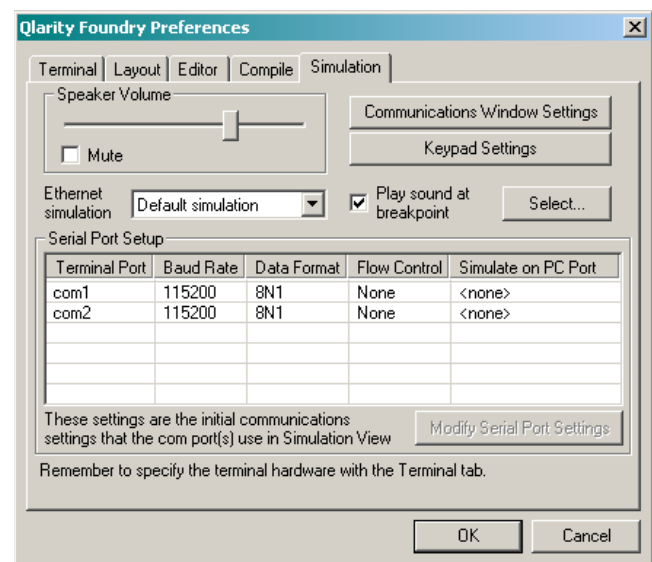 Qlarity Foundry Preferences
Terminal Layout Editor Compile Simulation
Speaker Volume
Mute
Communications Window Settings
Keypad Settings
Ethernet
simulation
Default simulation
Play sound at
breakpoint
Select...
Serial Port Setup
Terminal Port Baud Rate Data Format Flow Control Simulate on PC Port
com1 115200 8N1 None <none>
com2 115200 8N1 None <none>
These settings are the initial communications
settings that the com port(s) use in Simulation View
Modify Serial Port Settings
Remember to specify the terminal hardware with the Terminal tab.
OK Cancel